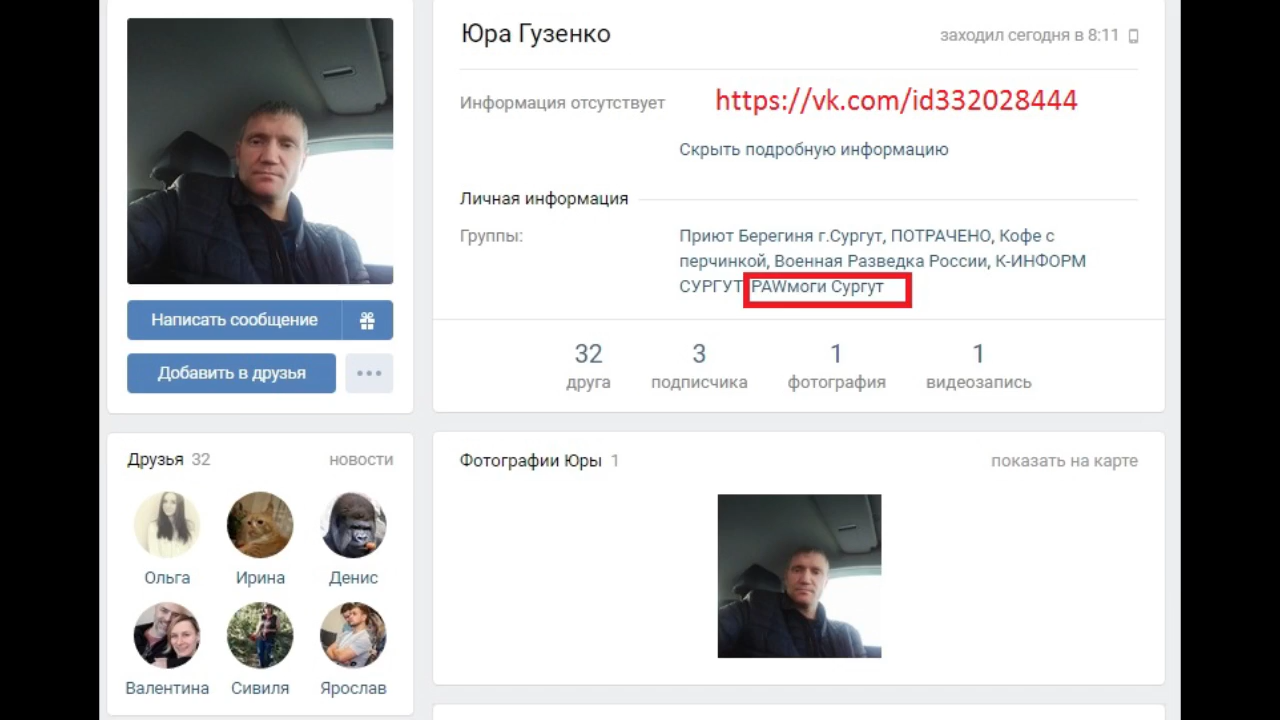 Юра Гузенко
заходил сегодня в 8:11
Информация отсутствует
https://vk.com/id332028444
Скрыть подробную информацию
Личная информация
Группы:
Приют Берегиня г.Сургут, ПОТРАЧЕНО, Кофе с
перчинкой, Военная Разведка России, К-ИНФОРМ
СУРГУТ, PAWмоги Сургут
Написать сообщение
Добавить в друзья
32
друга
3
подписчика
1
фотография
1
видеозапись
Друзья 32
новости
Ольга
Ирина
Денис
Валентина
Сивиля
Ярослав
Фотографии Юры 1
показать на карте